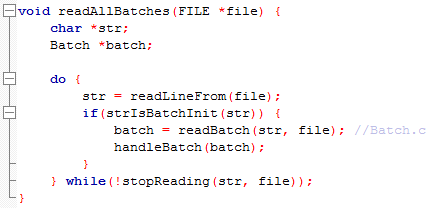 void readAllBatches(FILE *file) {
    char *str;
    Batch *batch;

    do {
        str = readLineFrom(file);
        if(strIsBatchInit(str)) {
            batch = readBatch(str, file); //Batch.c
            handleBatch(batch);
        }
    } while(!stopReading(str, file));
}